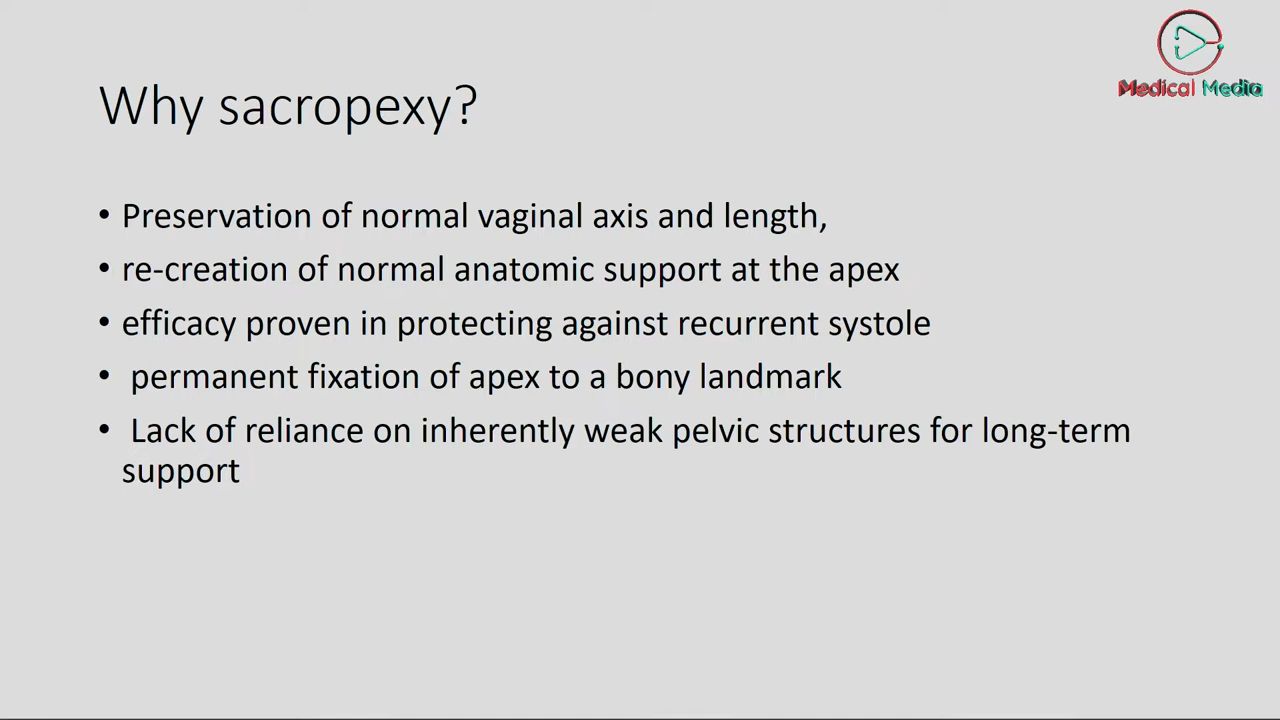 Medical Media
Why sacropexy?
• Preservation of normal vaginal axis and length,
• re-creation of normal anatomic support at the apex
• efficacy proven in protecting against recurrent systole
• permanent fixation of apex to a bony landmark
• Lack of reliance on inherently weak pelvic structures for long-term
support